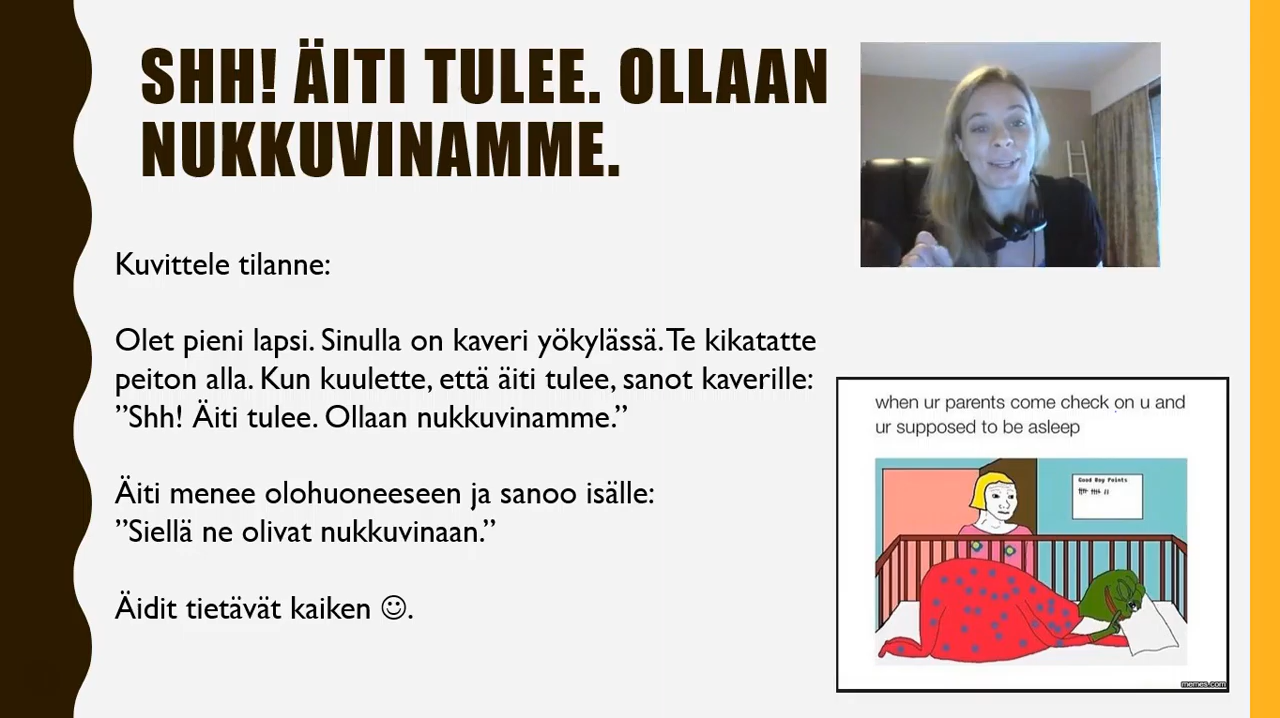 SHH! ÄITI TULEE. OLLAAN
NUKKUVINAMME.
Kuvittele tilanne:
Olet pieni lapsi. Sinulla on kaveri yökylässä. Te kikatatte
peiton alla. Kun kuulette, että äiti tulee, sanot kaverille:
”Shh! Äiti tulee. Ollaan nukkuvinamme.”
Äiti menee olohuoneeseen ja sanoo isälle:
”Siellä ne olivat nukkuvinaan.”
Äidit tietävät kaiken ☺.
when ur parents come check on u and
ur supposed to be asleep
Good Boy Points
memes.com